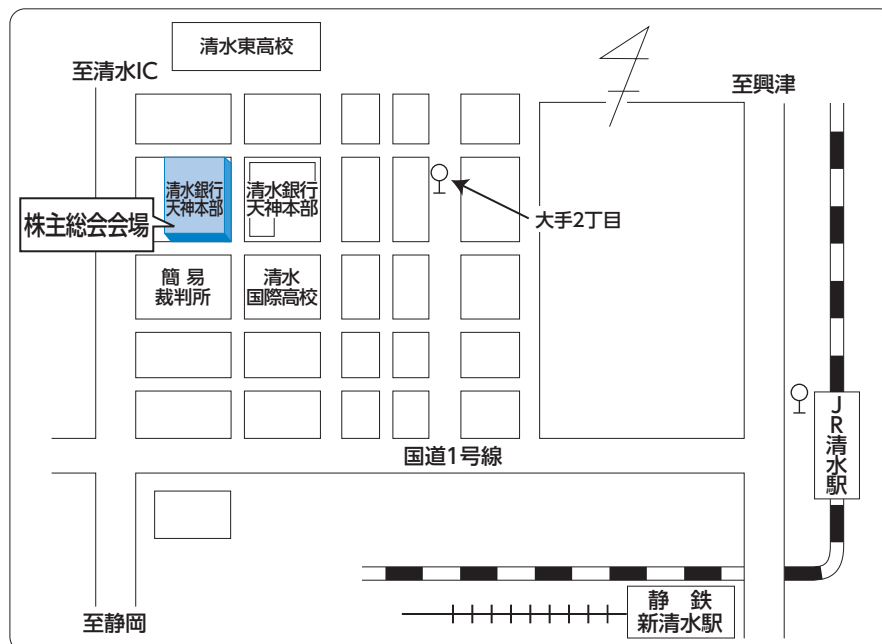 清水東高校
至清水IC
至興津
清水銀行
天神本部
清水銀行
天神本部
株主総会会場
大手2丁目
簡易
裁判所
清水
国際高校
JR清水駅
国道1号線
静鉄
新清水駅
至静岡